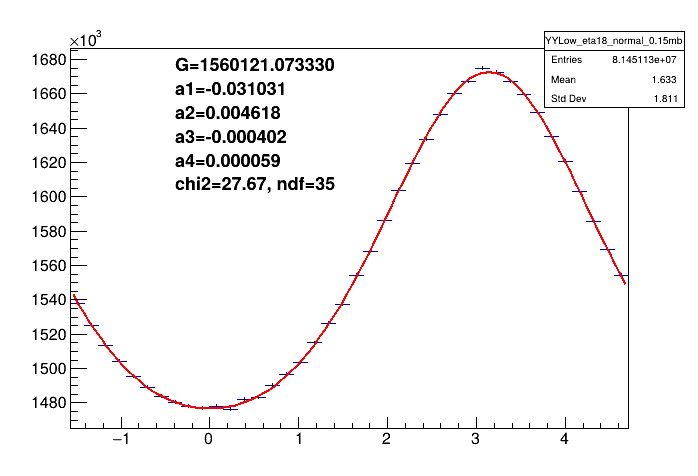 ×10³
YYLow_eta18_normal_0.15mb
Entries 8.145113e+07
Mean 1.633
Std Dev 1.811
G=1560121.073330
a1=-0.031031
a2=0.004618
a3=-0.000402
a4=0.000059
chi2=27.67, ndf=35
1680
1660
1640
1620
1600
1580
1560
1540
1520
1500
1480
−1 0 1 2 3 4